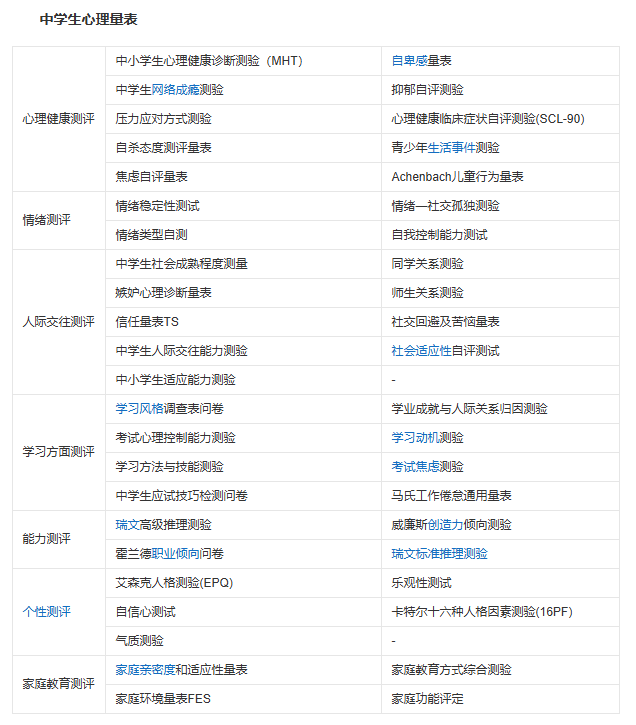 中学生心理量表
心理健康测评
中小学生心理健康诊断测验（MHT）
自卑感量表
中学生网络成瘾测验
抑郁自评测验
压力应对方式测验
心理健康临床症状自评测验(SCL-90)
自杀态度测评量表
青少年生活事件测验
焦虑自评量表
Achenbach儿童行为量表
情绪测评
情绪稳定性测试
情绪—社交孤独测验
情绪类型自测
自我控制能力测试
人际交往测评
中学生社会成熟程度测量
同学关系测验
嫉妒心理诊断量表
师生关系测验
信任量表TS
社交回避及苦恼量表
中学生人际交往能力测验
社会适应性自评测试
中小学生适应能力测验
-
学习方面测评
学习风格调查表问卷
学业成就与人际关系归因测验
考试心理控制能力测验
学习动机测验
学习方法与技能测验
考试焦虑测验
中学生应试技巧检测问卷
马氏工作倦怠通用量表
能力测评
瑞文高级推理测验
威廉斯创造力倾向测验
霍兰德职业倾向问卷
瑞文标准推理测验
个性测评
艾森克人格测验(EPQ)
乐观性测试
自信心测试
卡特尔十六种人格因素测验(16PF)
气质测验
-
家庭教育测评
家庭亲密度和适应性量表
家庭教育方式综合测验
家庭环境量表FES
家庭功能评定